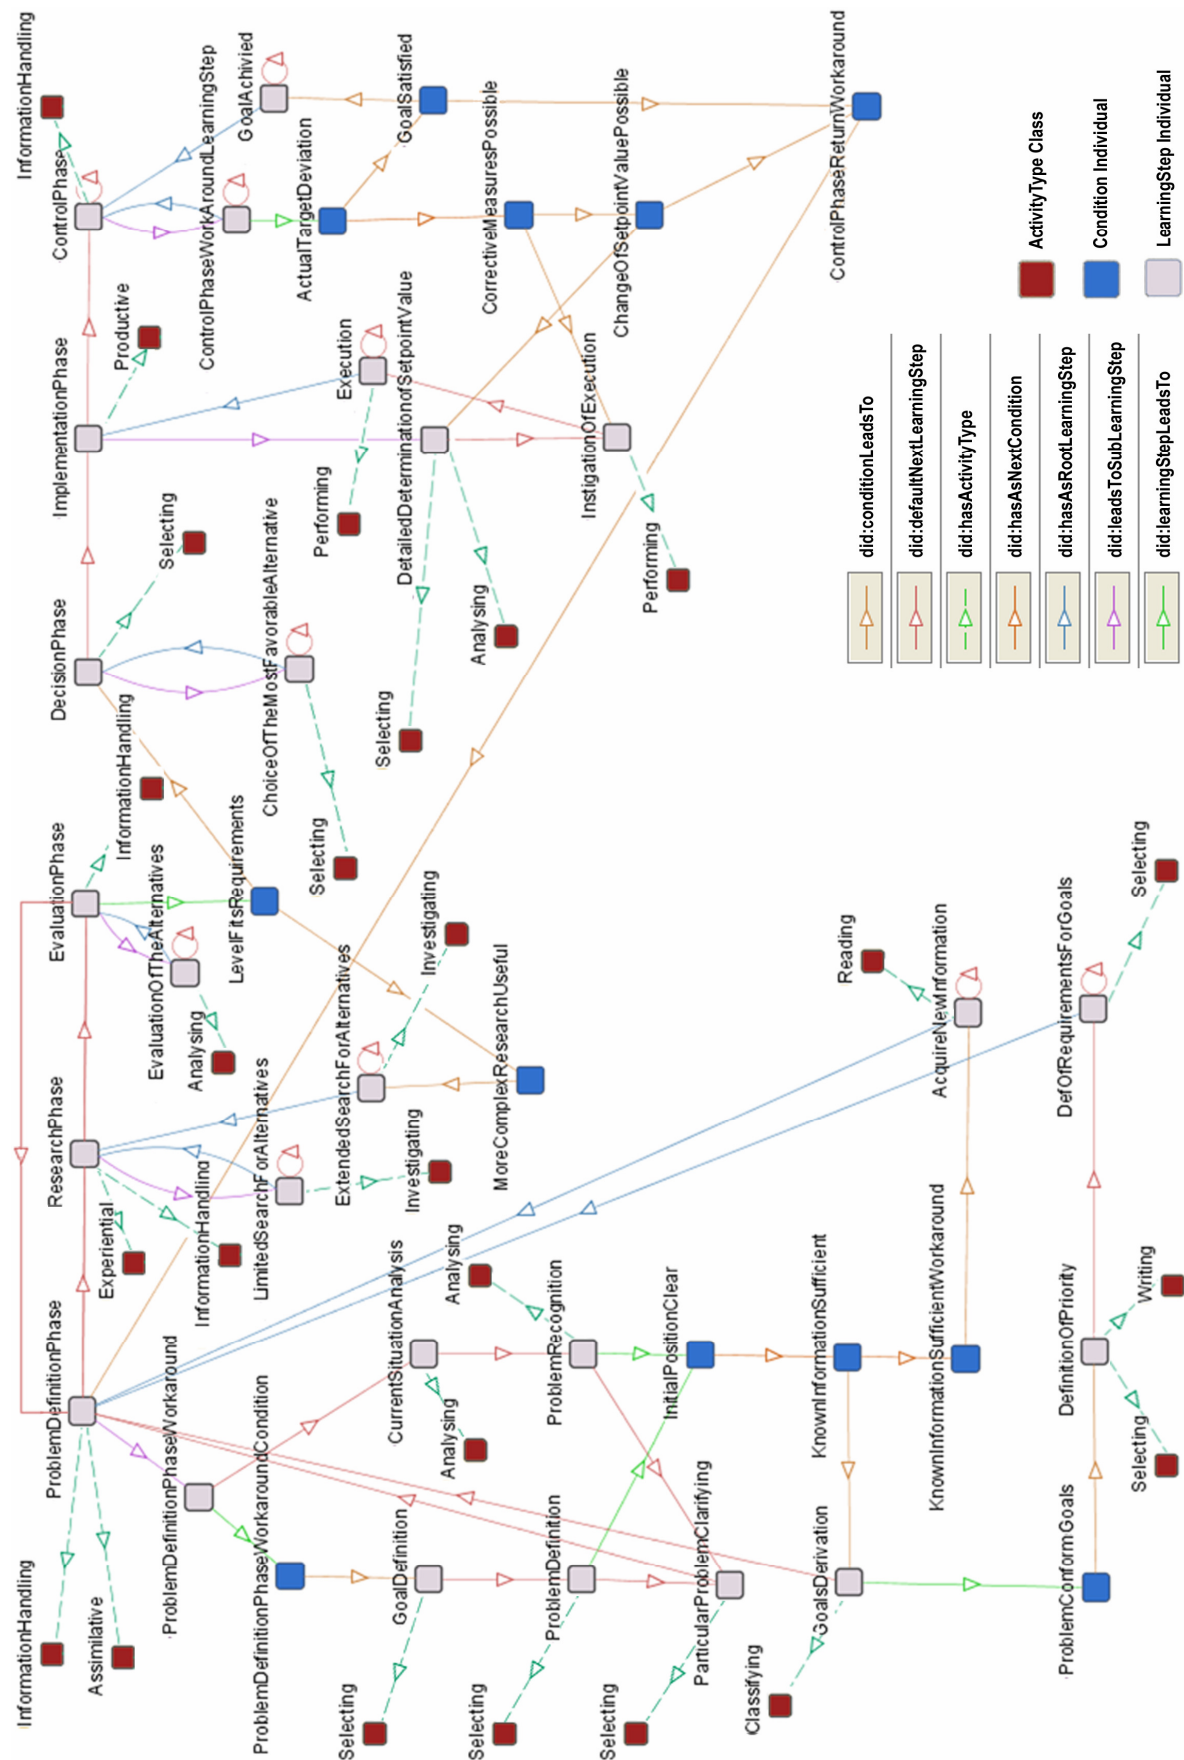 InformationHandling
ControlPhase
ControlPhaseWorkAroundLearningStep
GoalAchivied
ActualTargetDeviation
GoalSatisfied
CorrectiveMeasuresPossible
ChangeOfSetpointValuePossible
ControlPhaseReturnWorkaround
Productive
ImplementationPhase
Execution
DetailedDeterminationofSetpointValue
InstigationOfExecution
Performing
Performing
Selecting
Analysing
Selecting
DecisionPhase
ChoiceOfTheMostFavorableAlternative
Selecting
InformationHandling
EvaluationPhase
EvaluationOfTheAlternatives
LevelFitsRequirements
Analysing
Investigating
ResearchPhase
LimitedSearchForAlternatives
ExtendedSearchForAlternatives
MoreComplexResearchUseful
Investigating
Experiential
InformationHandling
ProblemDefinitionPhase
ProblemDefinitionPhaseWorkaround
ProblemDefinitionPhaseWorkaroundCondition
CurrentSituationAnalysis
Analysing
ProblemRecognition
Analysing
InitialPositionClear
KnownInformationSufficient
KnownInformationSufficientWorkaround
AcquireNewInformation
Reading
DefOfRequirementsForGoals
Selecting
DefinitionOfPriority
Writing
Selecting
InformationHandling
Assimilative
GoalDefinition
ProblemDefinition
ParticularProblemClarifying
GoalsDerivation
ProblemConformGoals
Selecting
Selecting
Selecting
Classifying
ActivityType Class
Condition Individual
LearningStep Individual
did:conditionLeadsTo
did:defaultNextLearningStep
did:hasActivityType
did:hasAsNextCondition
did:hasAsRootLearningStep
did:leadsToSubLearningStep
did:learningStepLeadsTo